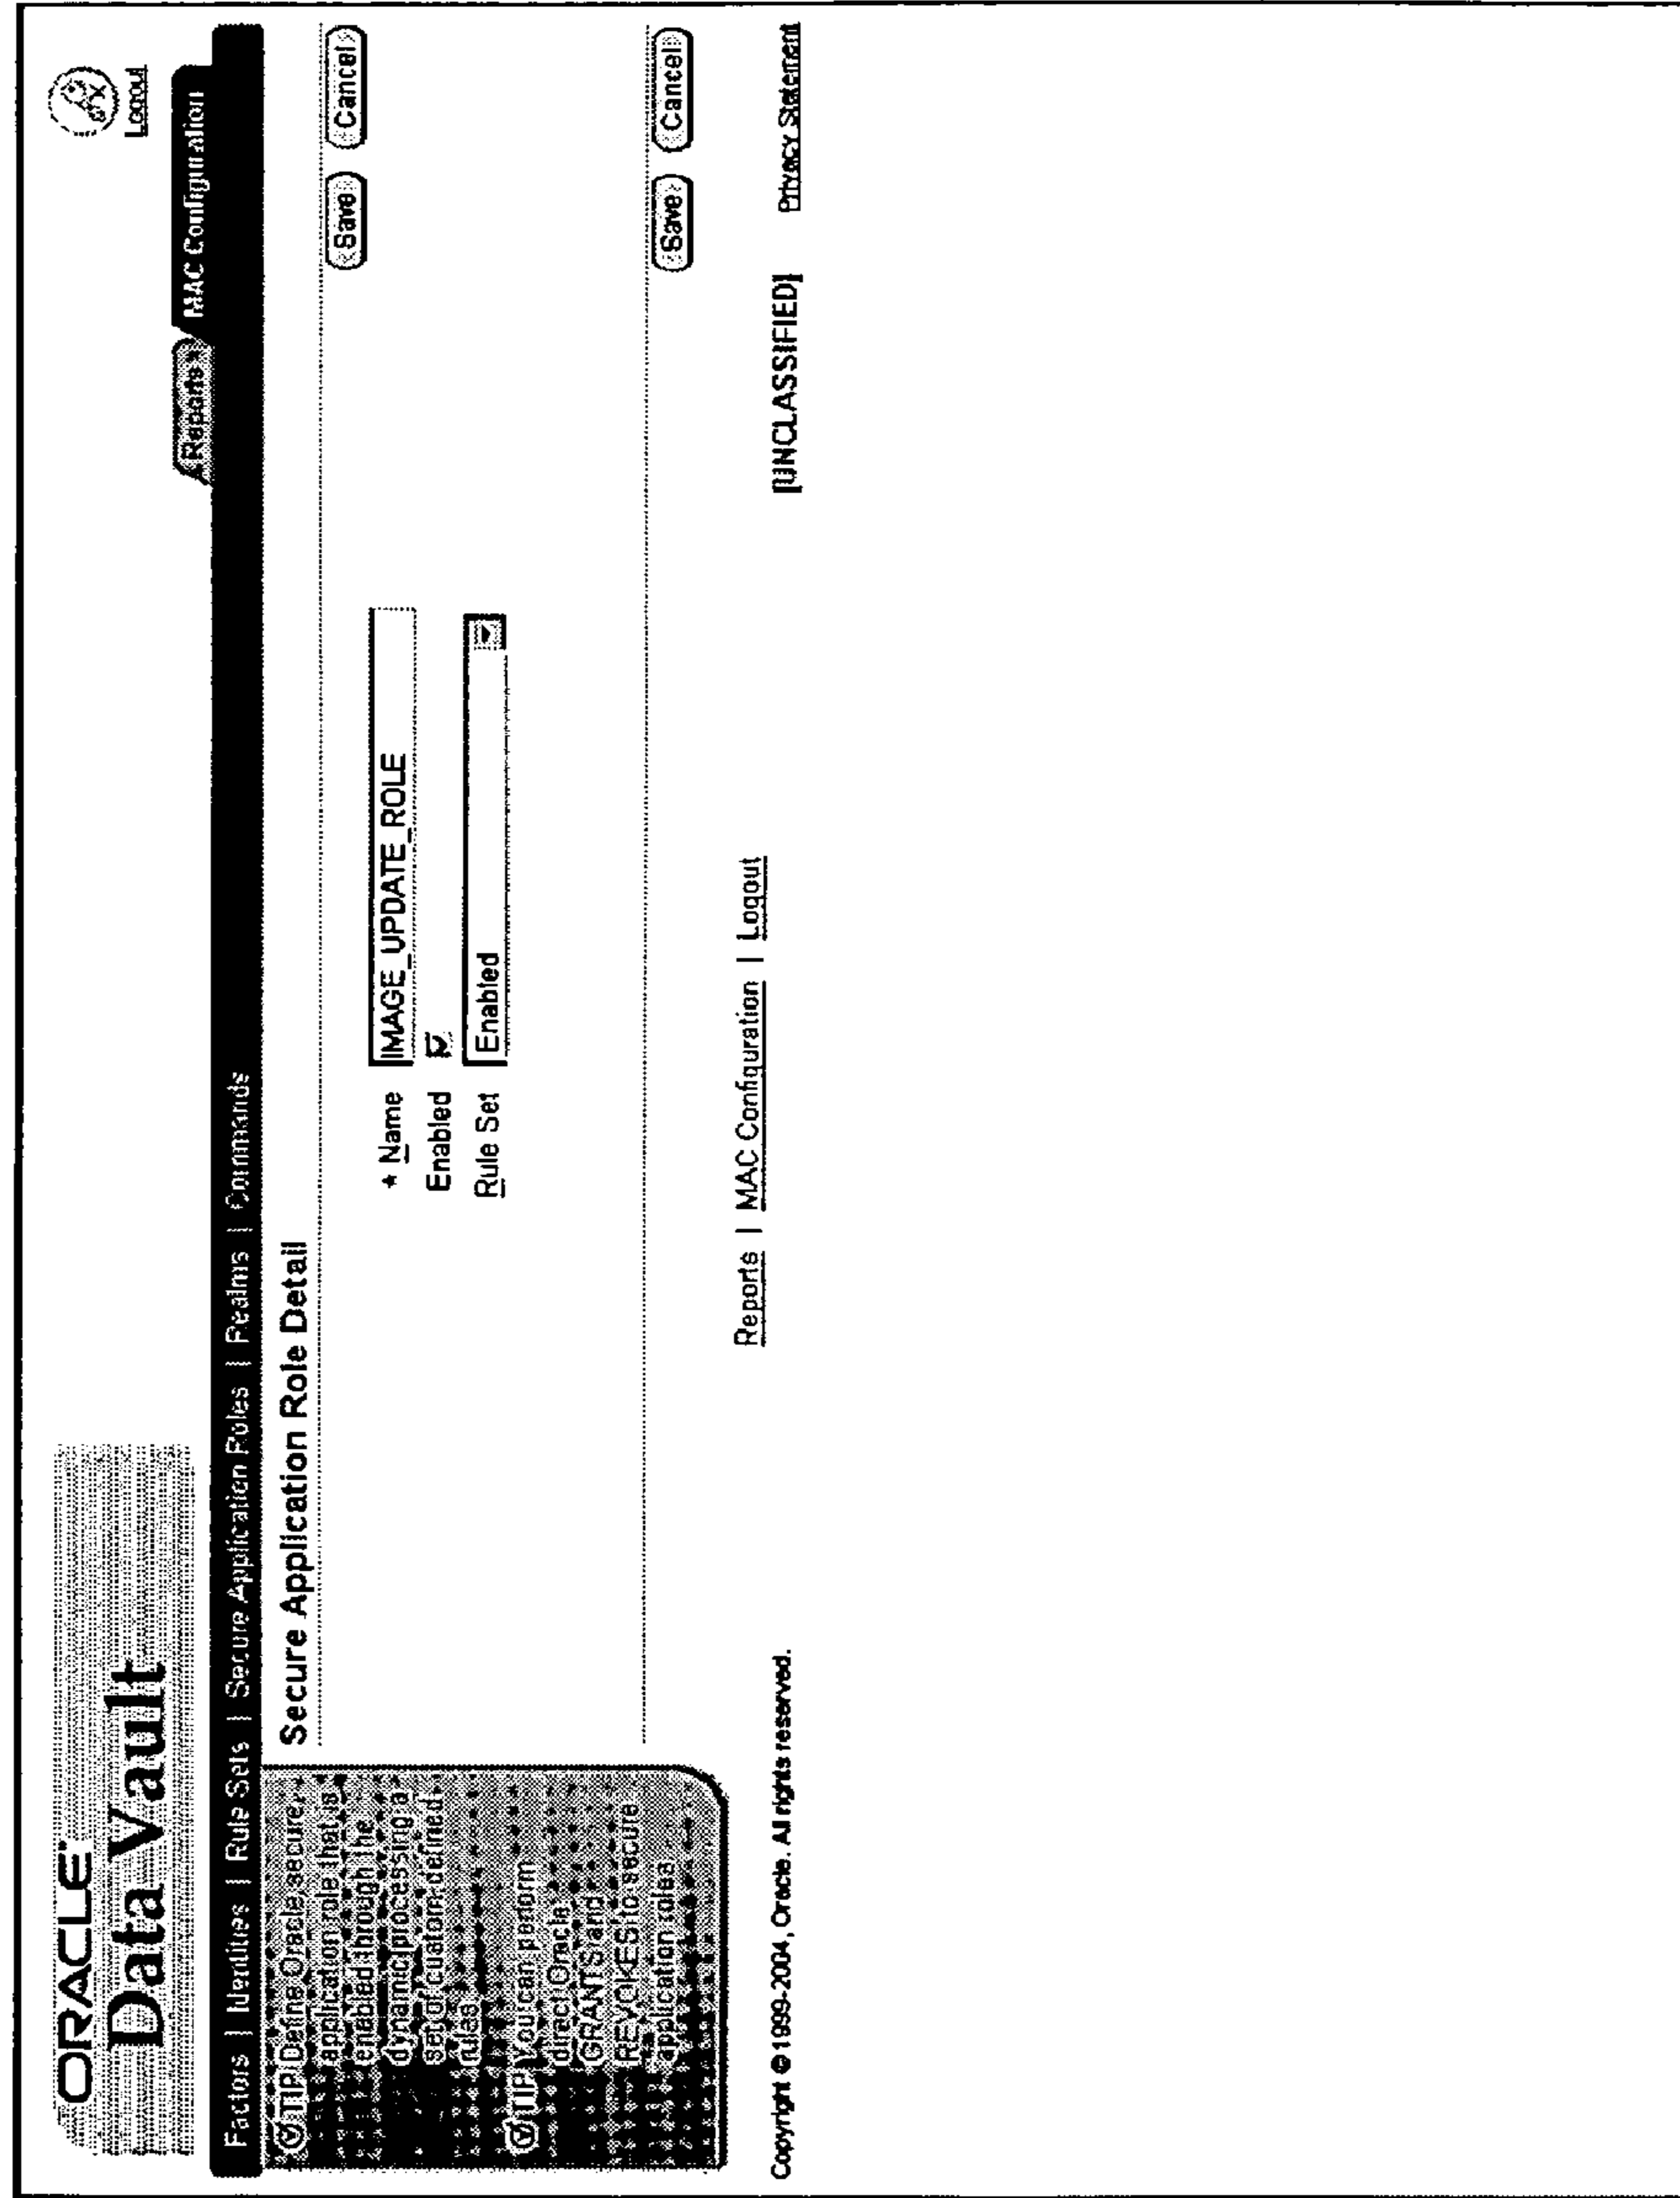 ORACLE
Data Vault
Logout
Reports
MAC Configuration
Factors | Identities | Rule Sets | Secure Application Roles | Realms | Commands
TIP Define Oracle secure
application role that is
enabled through the
dynamic processing a
set of custom defined
rules
TIP You can perform
direct Oracle
GRANTS and
REVOKES to secure
application roles
Secure Application Role Detail
Save Cancel
* Name IMAGE_UPDATE_ROLE
Enabled
Rule Set Enabled
Save Cancel
Reports | MAC Configuration | Logout
Copyright © 1999-2004, Oracle. All rights reserved. [UNCLASSIFIED] Privacy Statement